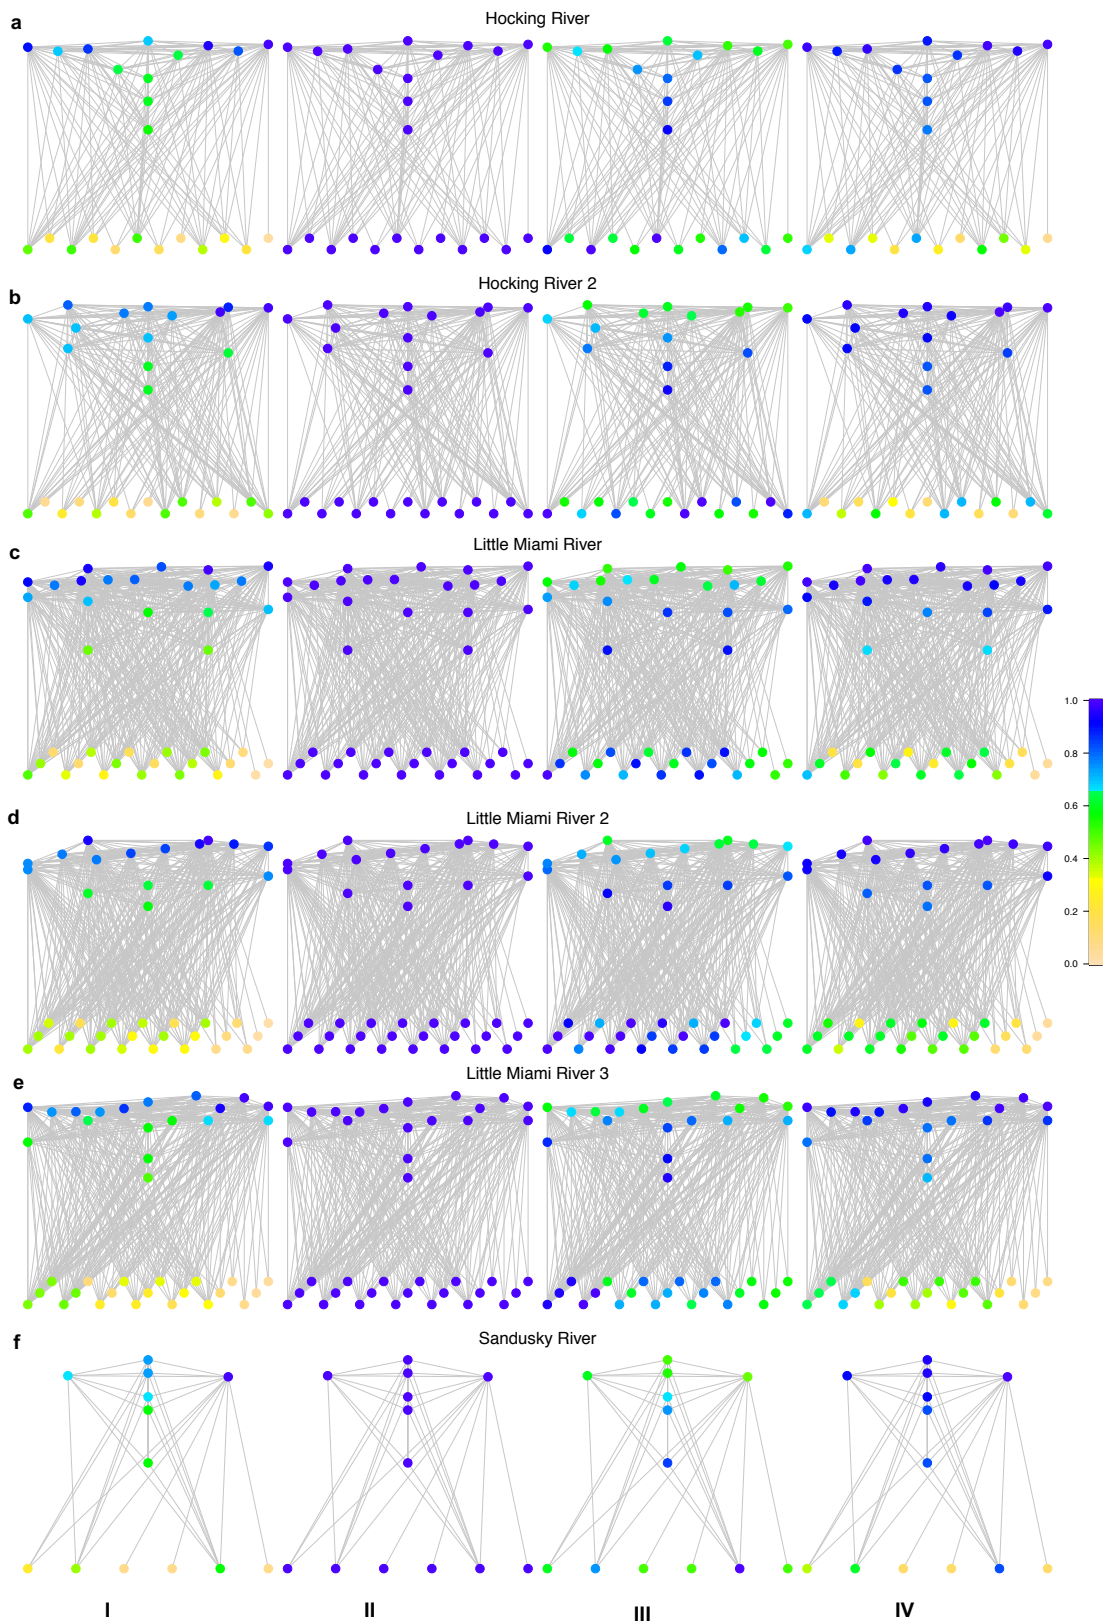 a
Hocking River
b
Hocking River 2
c
Little Miami River
1.0
0.8
0.6
0.4
0.2
0.0
d
Little Miami River 2
e
Little Miami River 3
f
Sandusky River
I II III IV